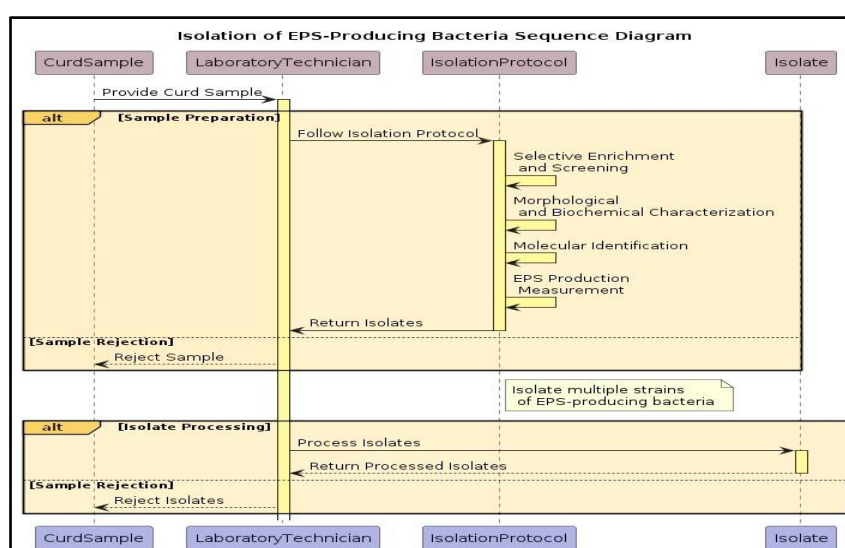 Isolation of EPS-Producing Bacteria Sequence Diagram
CurdSample LaboratoryTechnician IsolationProtocol Isolate
Provide Curd Sample
alt [Sample Preparation]
Follow Isolation Protocol
Selective Enrichment
and Screening
Morphological
and Biochemical Characterization
Molecular Identification
EPS Production
Measurement
Return Isolates
[Sample Rejection]
Reject Sample
Isolate multiple strains
of EPS-producing bacteria
alt [Isolate Processing]
Process Isolates
Return Processed Isolates
[Sample Rejection]
Reject Isolates
CurdSample LaboratoryTechnician IsolationProtocol Isolate